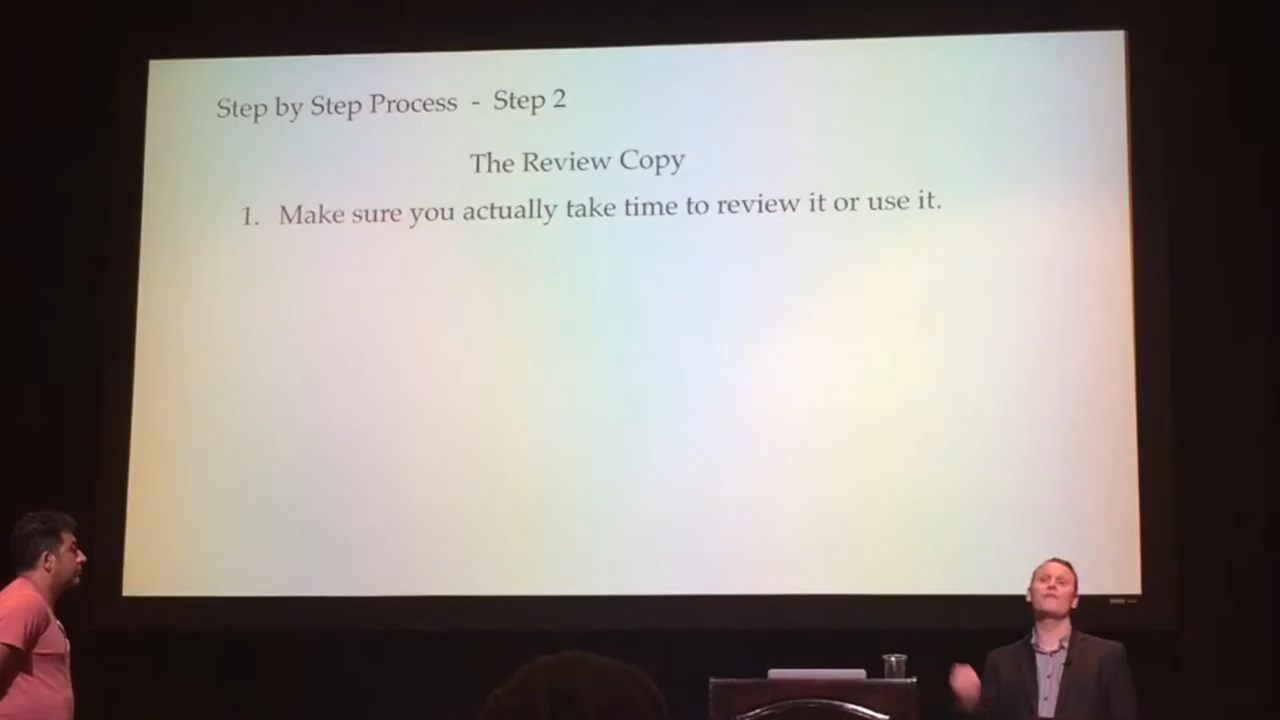 Step by Step Process - Step 2
The Review Copy
1. Make sure you actually take time to review it or use it.